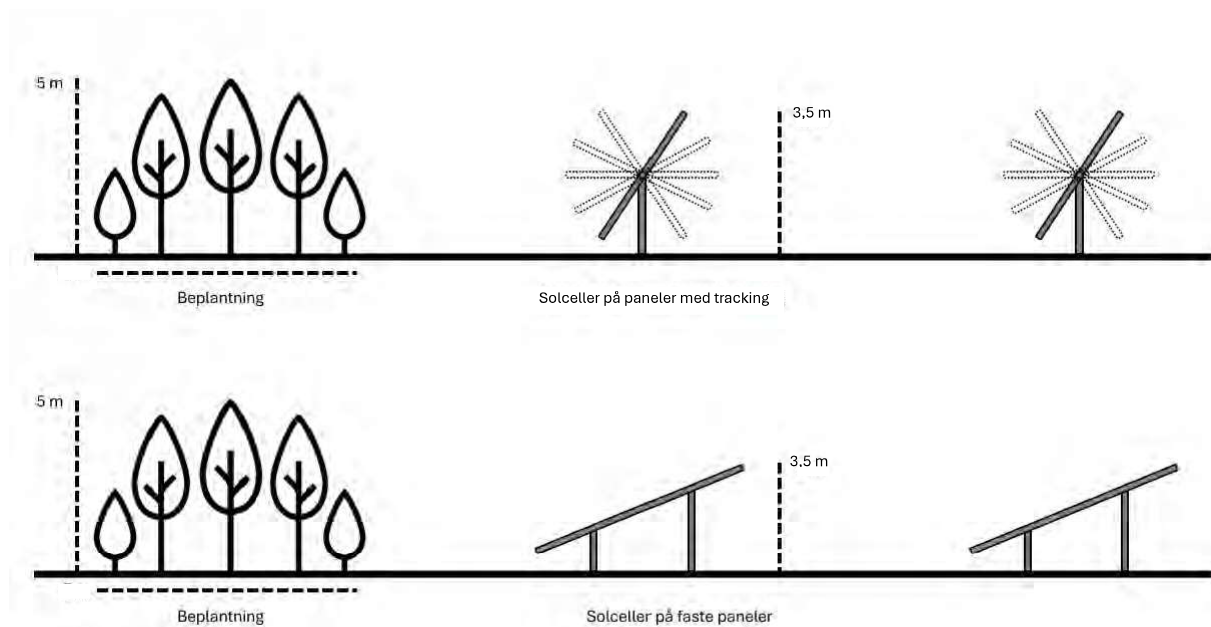 5 m
3,5 m
Beplantning
Solceller på paneler med tracking
5 m
3,5 m
Beplantning
Solceller på faste paneler